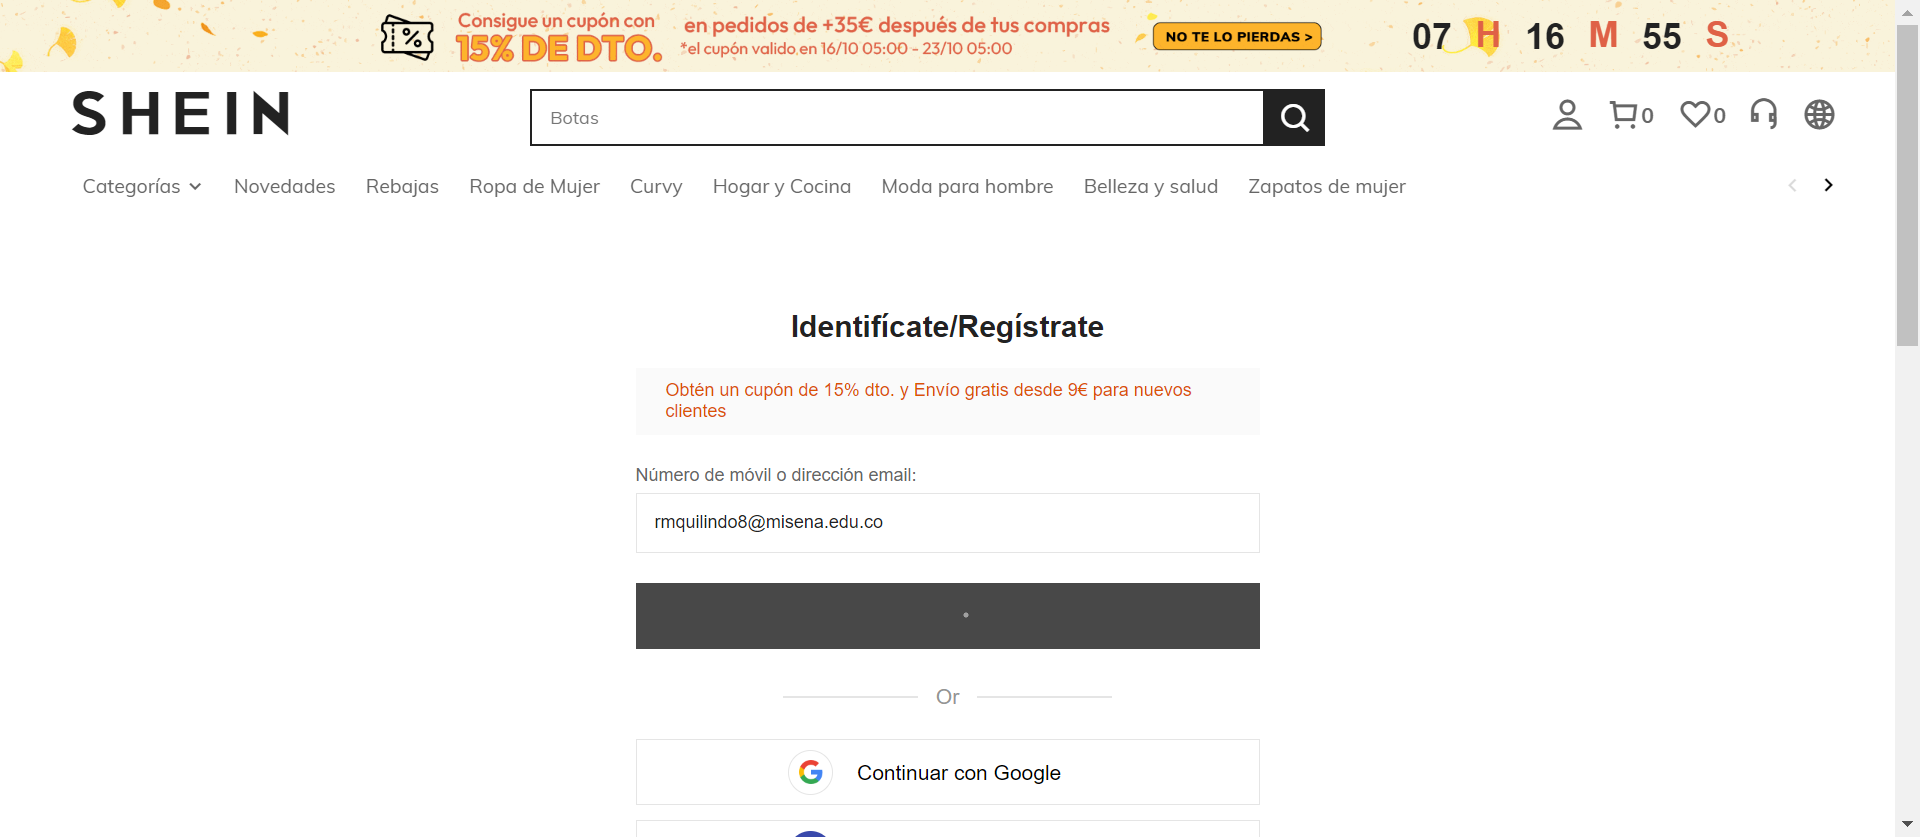 Consigue un cupón con
15% DE DTO.
en pedidos de +35€ después de tus compras
*el cupón valido en 16/10 05:00 - 23/10 05:00
NO TE LO PIERDAS >
07 H 16 M 55 S
SHEIN
Botas
0
0
Categorías
Novedades
Rebajas
Ropa de Mujer
Curvy
Hogar y Cocina
Moda para hombre
Belleza y salud
Zapatos de mujer
Identifícate/Regístrate
Obtén un cupón de 15% dto. y Envío gratis desde 9€ para nuevos
clientes
Número de móvil o dirección email:
rmquilindo8@misena.edu.co
Or
Continuar con Google